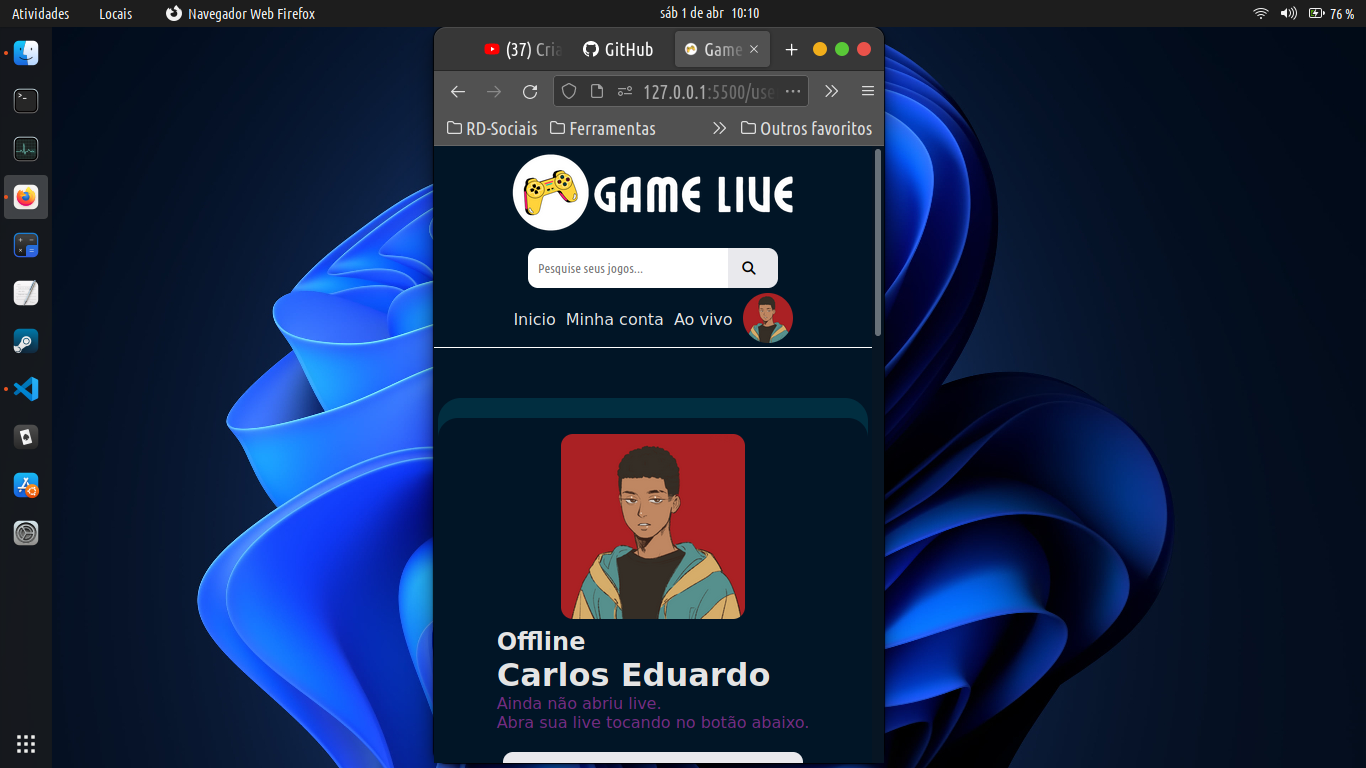 Atividades Locais Navegador Web Firefox sáb 1 de abr 10:10 76 %
(37) Cria GitHub Game
127.0.0.1:5500/use
RD-Sociais Ferramentas Outros favoritos
GAME LIVE
Pesquise seus jogos...
Inicio Minha conta Ao vivo
Offline
Carlos Eduardo
Ainda não abriu live.
Abra sua live tocando no botão abaixo.